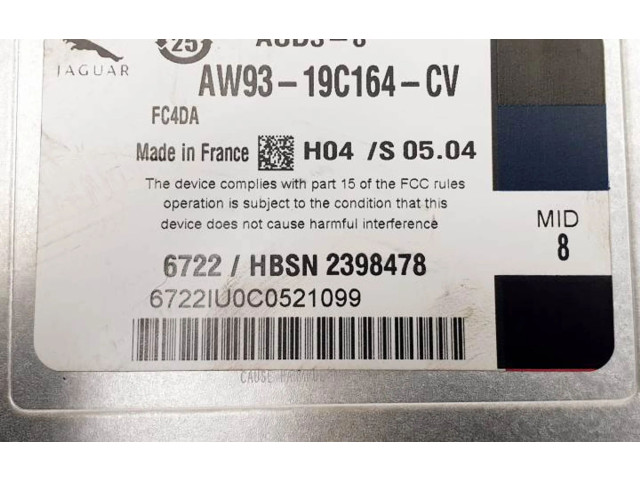 25
JAGUAR
AW93-19C164-CV
FC4DA
Made in France H04 /S 05.04
The device complies with part 15 of the FCC rules
operation is subject to the condition that this
device does not cause harmful interference
MID
8
6722 / HBSN 2398478
6722IU0C0521099
CAUSE